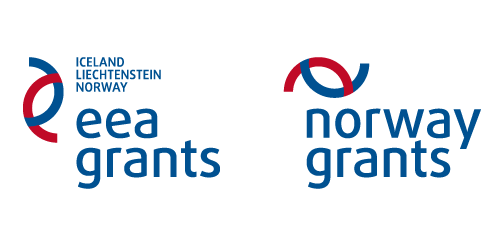 ICELAND
LIECHTENSTEIN
NORWAY
eea
grants
norway
grants